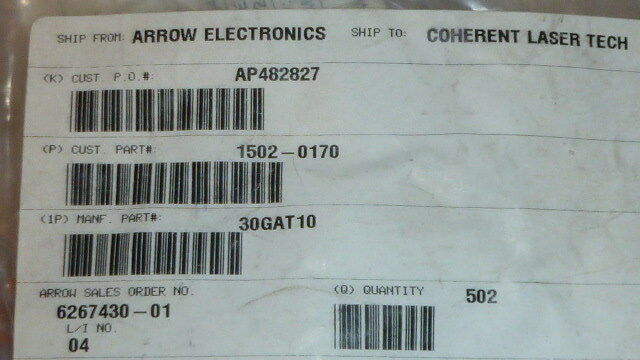 SHIP FROM: ARROW ELECTRONICS SHIP TO: COHERENT LASER TECH
(K) CUST P.O.#: AP482827
(P) CUST. PART#: 1502-0170
(1P) MANF. PART#: 30GAT10
ARROW SALES ORDER NO. (Q) QUANTITY 502
6267430-01
L/I NO.
04